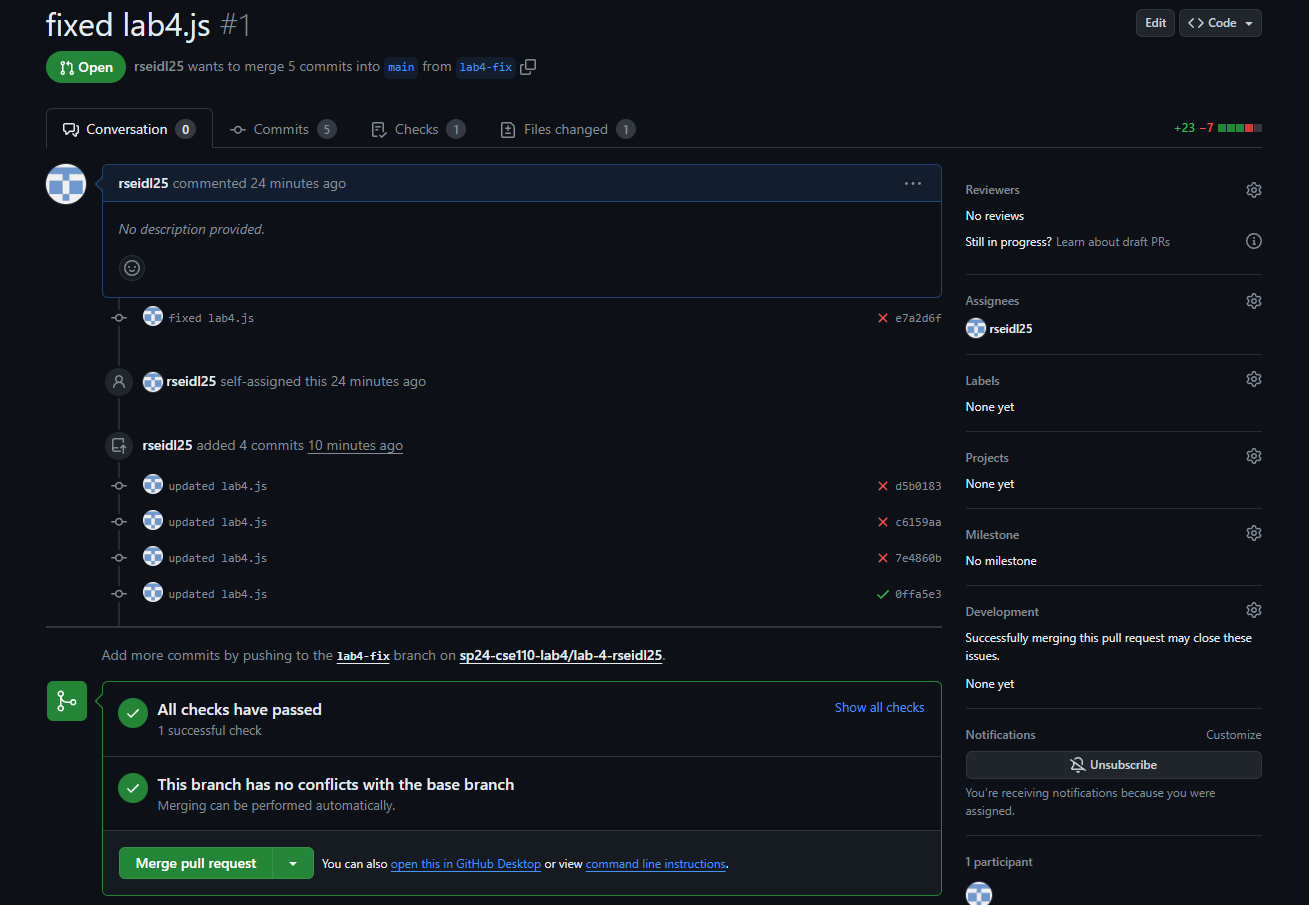 fixed lab4.js #1
Edit
Code
Open
rseidl25 wants to merge 5 commits into main from lab4-fix
Conversation 0
Commits 5
Checks 1
Files changed 1
+23 −7
rseidl25 commented 24 minutes ago
No description provided.
fixed lab4.js e7a2d6f
rseidl25 self-assigned this 24 minutes ago
rseidl25 added 4 commits 10 minutes ago
updated lab4.js d5b0183
updated lab4.js c6159aa
updated lab4.js 7e4860b
updated lab4.js 0ffa5e3
Add more commits by pushing to the lab4-fix branch on sp24-cse110-lab4/lab-4-rseidl25.
All checks have passed
1 successful check
Show all checks
This branch has no conflicts with the base branch
Merging can be performed automatically.
Merge pull request
You can also open this in GitHub Desktop or view command line instructions.
Reviewers
No reviews
Still in progress? Learn about draft PRs
Assignees
rseidl25
Labels
None yet
Projects
None yet
Milestone
No milestone
Development
Successfully merging this pull request may close these
issues.
None yet
Notifications
Customize
Unsubscribe
You're receiving notifications because you were
assigned.
1 participant